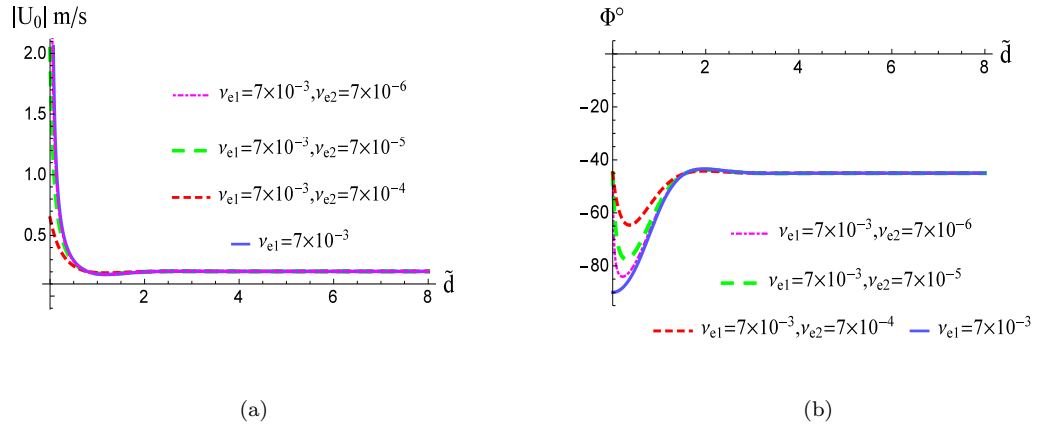 |U₀| m/s
2.0
1.5
1.0
0.5
0 2 4 6 8
d̃
ν_e1=7×10⁻³,ν_e2=7×10⁻⁶
ν_e1=7×10⁻³,ν_e2=7×10⁻⁵
ν_e1=7×10⁻³,ν_e2=7×10⁻⁴
ν_e1=7×10⁻³
(a)
Φ°
2 4 6 8
d̃
−20
−40
−60
−80
ν_e1=7×10⁻³,ν_e2=7×10⁻⁶
ν_e1=7×10⁻³,ν_e2=7×10⁻⁵
ν_e1=7×10⁻³,ν_e2=7×10⁻⁴ ν_e1=7×10⁻³
(b)